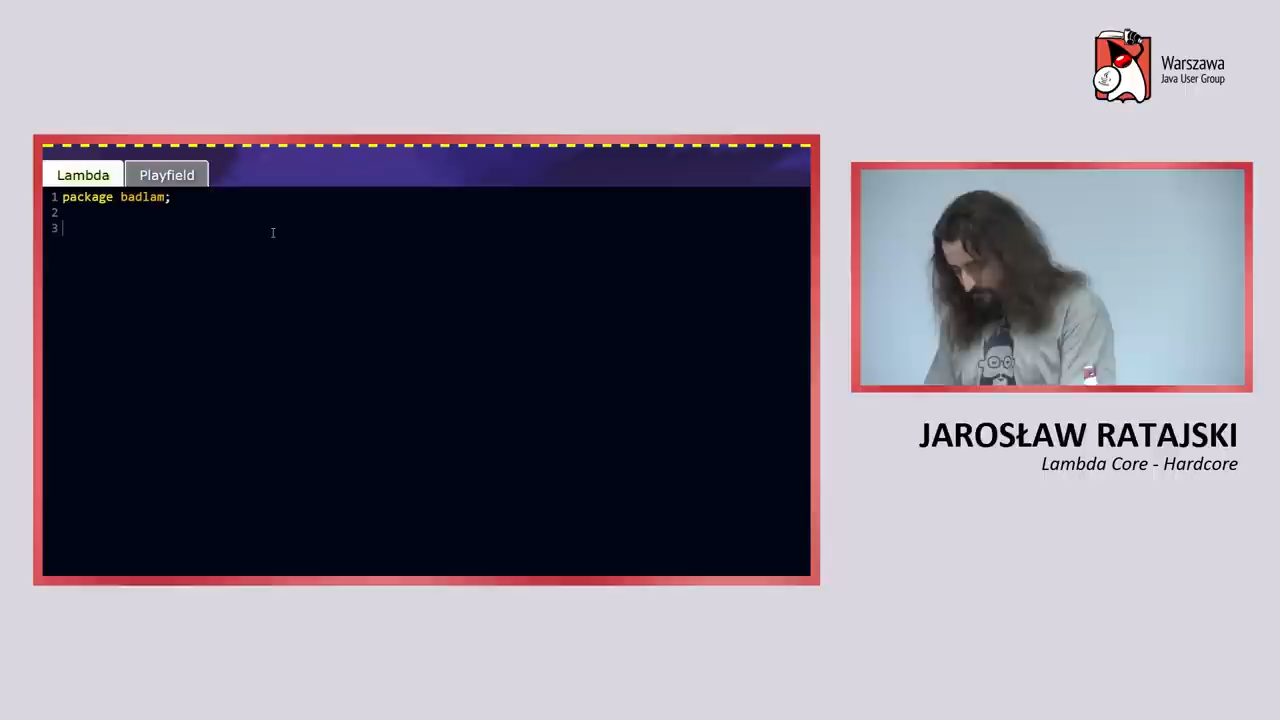 Warszawa
Java User Group
Lambda
Playfield
1 package badlam;
2
3
JAROSŁAW RATAJSKI
Lambda Core - Hardcore